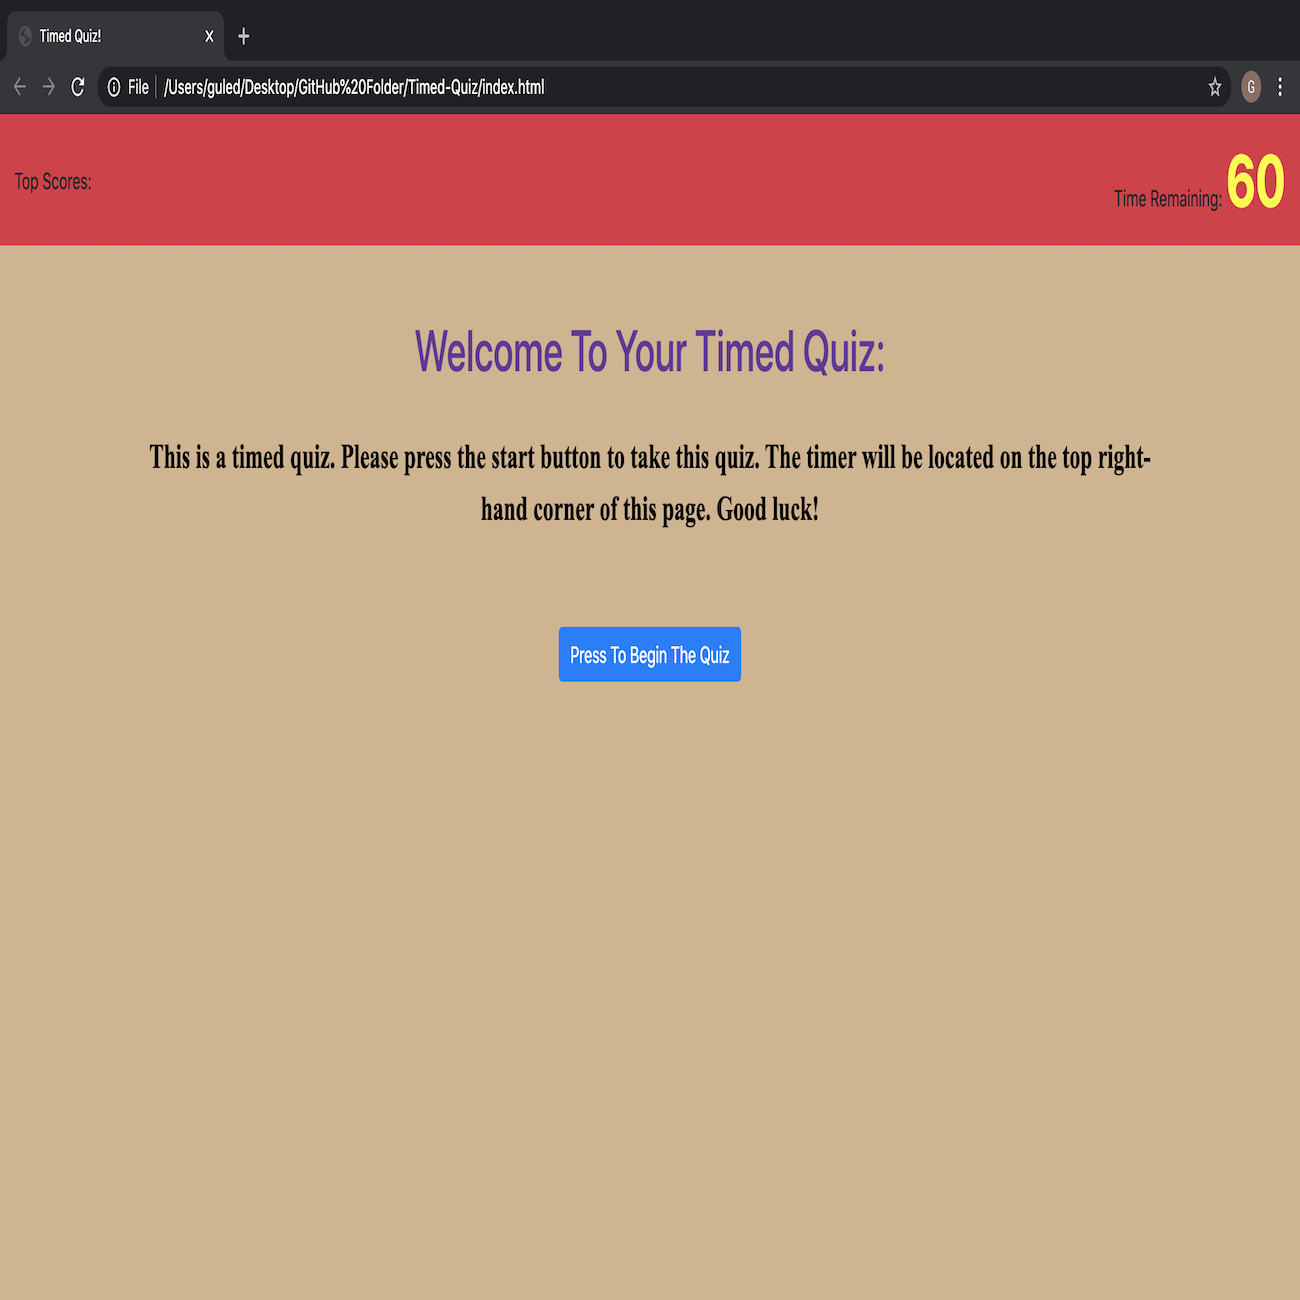 Timed Quiz!
File /Users/guled/Desktop/GitHub%20Folder/Timed-Quiz/index.html
G
Top Scores:
Time Remaining: 60
Welcome To Your Timed Quiz:
This is a timed quiz. Please press the start button to take this quiz. The timer will be located on the top right-
hand corner of this page. Good luck!
Press To Begin The Quiz